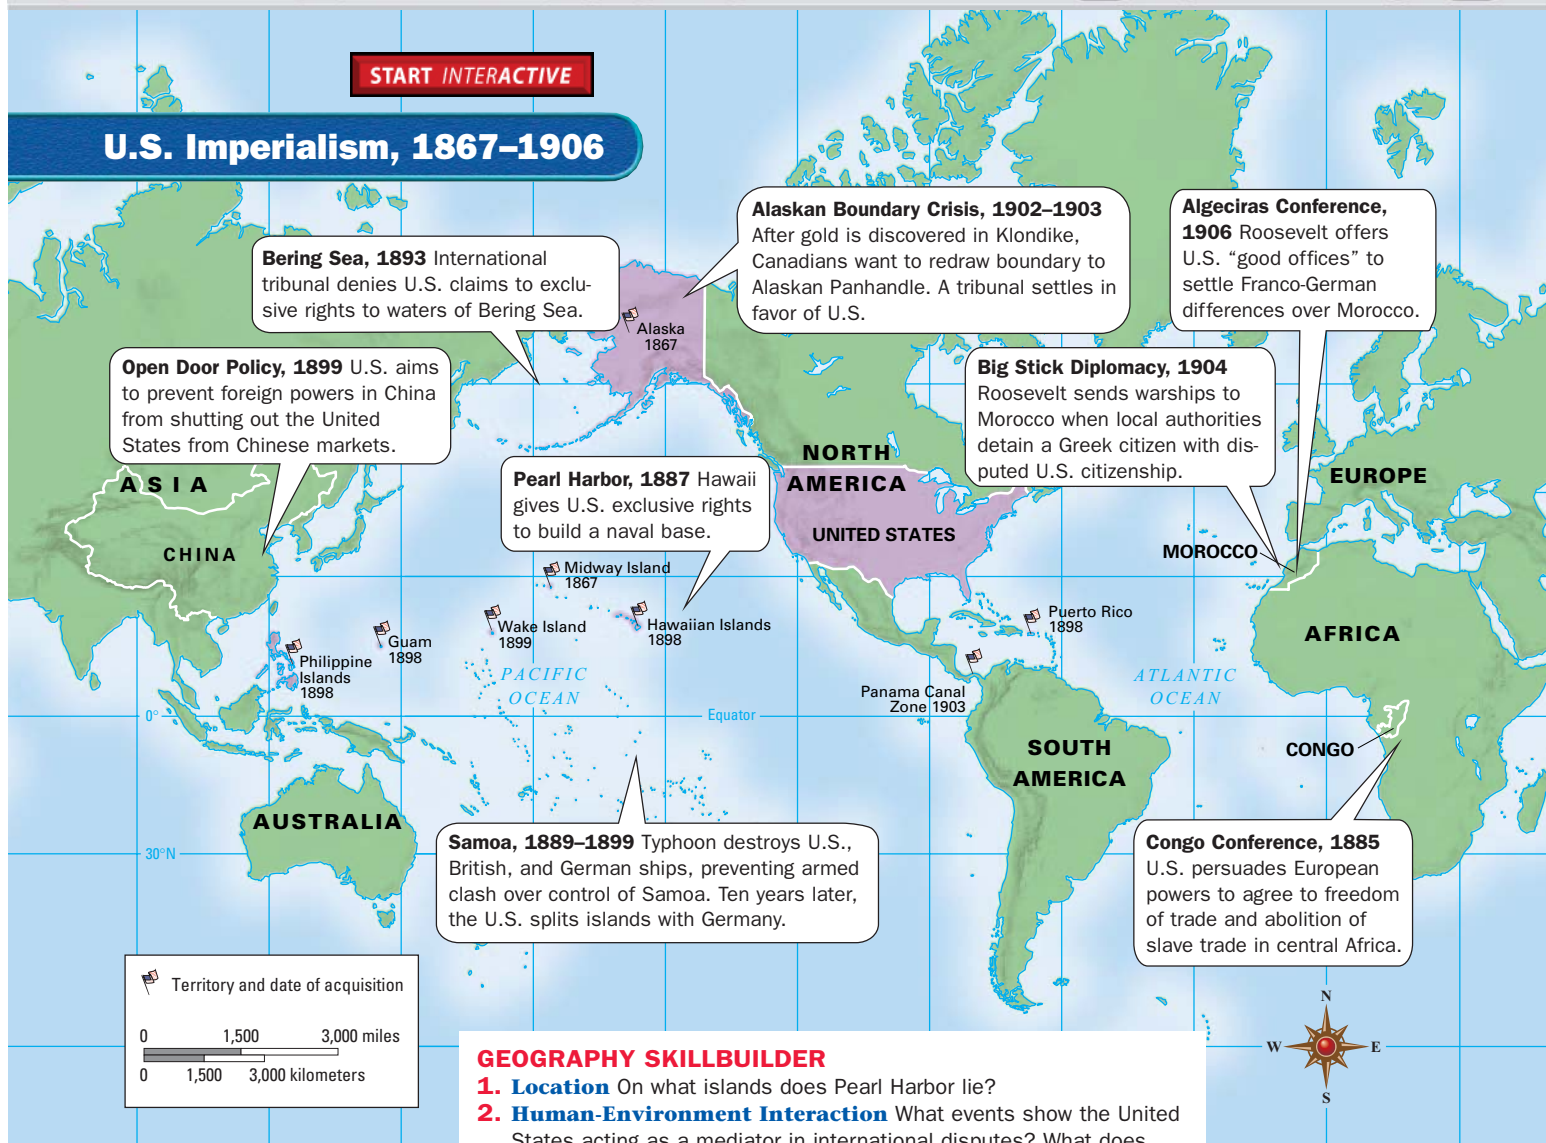 START INTERACTIVE
U.S. Imperialism, 1867–1906
Alaskan Boundary Crisis, 1902–1903
After gold is discovered in Klondike,
Canadians want to redraw boundary to
Alaskan Panhandle. A tribunal settles in
favor of U.S.
Algeciras Conference,
1906 Roosevelt offers
U.S. “good offices” to
settle Franco-German
differences over Morocco.
Bering Sea, 1893 International
tribunal denies U.S. claims to exclu-
sive rights to waters of Bering Sea.
Alaska
1867
Open Door Policy, 1899 U.S. aims
to prevent foreign powers in China
from shutting out the United
States from Chinese markets.
Big Stick Diplomacy, 1904
Roosevelt sends warships to
Morocco when local authorities
detain a Greek citizen with dis-
puted U.S. citizenship.
NORTH
AMERICA
UNITED STATES
EUROPE
ASIA
CHINA
Pearl Harbor, 1887 Hawaii
gives U.S. exclusive rights
to build a naval base.
MOROCCO
Midway Island
1867
Wake Island
1899
Hawaiian Islands
1898
Guam
1898
Philippine
Islands
1898
Puerto Rico
1898
AFRICA
PACIFIC
OCEAN
ATLANTIC
OCEAN
Panama Canal
Zone 1903
0°
Equator
SOUTH
AMERICA
CONGO
AUSTRALIA
30°N
Samoa, 1889–1899 Typhoon destroys U.S.,
British, and German ships, preventing armed
clash over control of Samoa. Ten years later,
the U.S. splits islands with Germany.
Congo Conference, 1885
U.S. persuades European
powers to agree to freedom
of trade and abolition of
slave trade in central Africa.
Territory and date of acquisition
0 1,500 3,000 miles
0 1,500 3,000 kilometers
N
W E
S
GEOGRAPHY SKILLBUILDER
1. Location On what islands does Pearl Harbor lie?
2. Human-Environment Interaction What events show the United
States acting as a mediator in international disputes? What does